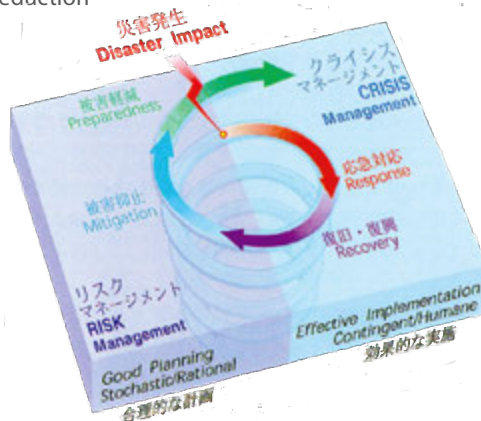 eduction
災害発生
Disaster Impact
クライシス
マネージメント
CRISIS
Management
被害軽減
Preparedness
応急対応
Response
被害抑止
Mitigation
復旧・復興
Recovery
リスク
マネージメント
RISK
Management
Effective Implementation
Contingent/Humane
効果的な実施
Good Planning
Stochastic/Rational
合理的な計画